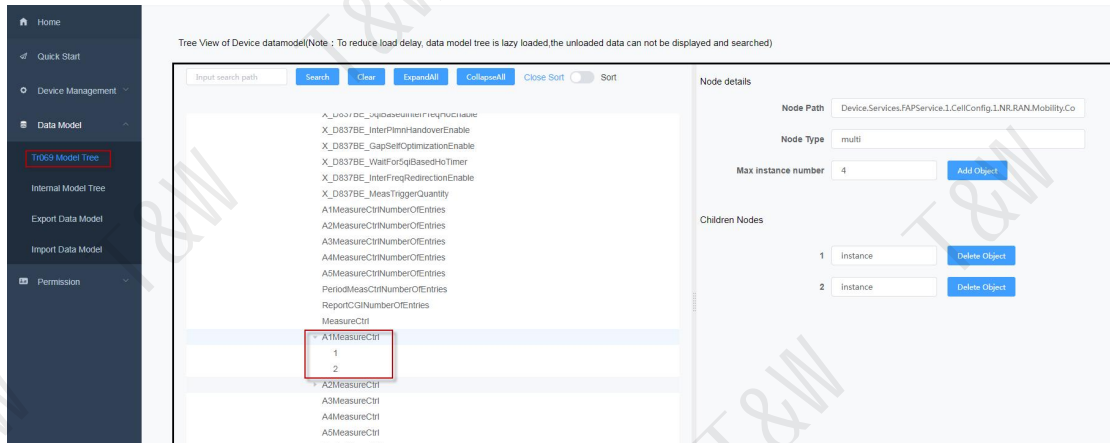 Home
Quick Start
Device Management
Data Model
Tr069 Model Tree
Internal Model Tree
Export Data Model
Import Data Model
Permission
Tree View of Device datamodel(Note : To reduce load delay, data model tree is lazy loaded,the unloaded data can not be displayed and searched)
Input search path
Search
Clear
ExpandAll
CollapseAll
Close Sort
Sort
X_D837BE_5qiBasedInterFreqHoEnable
X_D837BE_InterPlmnHandoverEnable
X_D837BE_GapSelfOptimizationEnable
X_D837BE_WaitFor5qiBasedHoTimer
X_D837BE_InterFreqRedirectionEnable
X_D837BE_MeasTriggerQuantity
A1MeasureCtrlNumberOfEntries
A2MeasureCtrlNumberOfEntries
A3MeasureCtrlNumberOfEntries
A4MeasureCtrlNumberOfEntries
A5MeasureCtrlNumberOfEntries
PeriodMeasCtrlNumberOfEntries
ReportCGINumberOfEntries
MeasureCtrl
A1MeasureCtrl
1
2
A2MeasureCtrl
A3MeasureCtrl
A4MeasureCtrl
A5MeasureCtrl
Node details
Node Path Device.Services.FAPService.1.CellConfig.1.NR.RAN.Mobility.Co
Node Type multi
Max instance number 4 Add Object
Children Nodes
1 instance Delete Object
2 instance Delete Object
T&W
T&W
T&W
T&W